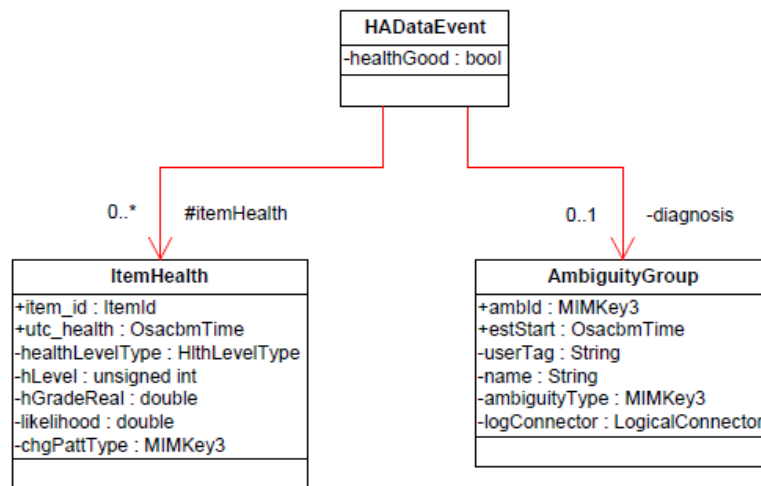 HADataEvent
-healthGood : bool
0..* #itemHealth
0..1 -diagnosis
ItemHealth
+item_id : ItemId
+utc_health : OsacbmTime
-healthLevelType : HlthLevelType
-hLevel : unsigned int
-hGradeReal : double
-likelihood : double
-chgPattType : MIMKey3
AmbiguityGroup
+ambId : MIMKey3
+estStart : OsacbmTime
-userTag : String
-name : String
-ambiguityType : MIMKey3
-logConnector : LogicalConnector